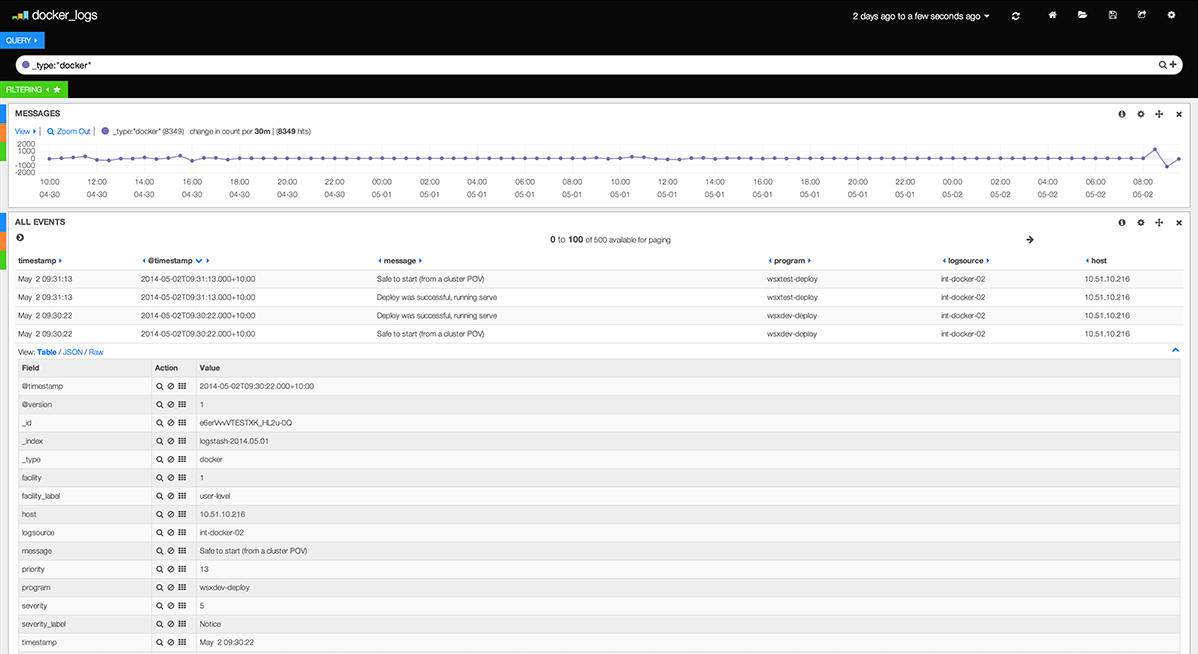 docker_logs 2 days ago to a few seconds ago
QUERY
_type:"docker"
FILTERING
MESSAGES
View | Zoom Out | _type:"docker" (8349) change in count per 30m | (8349 hits)
2000
1000
0
-1000
-2000
10:00 12:00 14:00 16:00 18:00 20:00 22:00 00:00 02:00 04:00 06:00 08:00 10:00 12:00 14:00 16:00 18:00 20:00 22:00 00:00 02:00 04:00 06:00 08:00
04-30 04-30 04-30 04-30 04-30 04-30 04-30 05-01 05-01 05-01 05-01 05-01 05-01 05-01 05-01 05-01 05-01 05-01 05-01 05-02 05-02 05-02 05-02 05-02
ALL EVENTS
0 to 100 of 500 available for paging
timestamp @timestamp message program logsource host
May 2 09:31:13 2014-05-02T09:31:13.000+10:00 Safe to start (from a cluster POV) wsxtest-deploy int-docker-02 10.51.10.216
May 2 09:31:13 2014-05-02T09:31:13.000+10:00 Deploy was successful, running serve wsxtest-deploy int-docker-02 10.51.10.216
May 2 09:30:22 2014-05-02T09:30:22.000+10:00 Deploy was successful, running serve wsxdev-deploy int-docker-02 10.51.10.216
May 2 09:30:22 2014-05-02T09:30:22.000+10:00 Safe to start (from a cluster POV) wsxdev-deploy int-docker-02 10.51.10.216
View: Table / JSON / Raw
Field Action Value
@timestamp 2014-05-02T09:30:22.000+10:00
@version 1
_id e6erVvvVTESTXK_HL2u-0Q
_index logstash-2014.05.01
_type docker
facility 1
facility_label user-level
host 10.51.10.216
logsource int-docker-02
message Safe to start (from a cluster POV)
priority 13
program wsxdev-deploy
severity 5
severity_label Notice
timestamp May 2 09:30:22